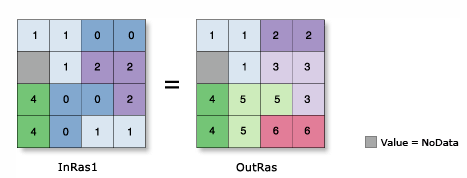 1 1 0 0
1 2 2
4 0 0 2
4 0 1 1
InRas1
=
1 1 2 2
1 3 3
4 5 5 3
4 5 6 6
OutRas
Value = NoData